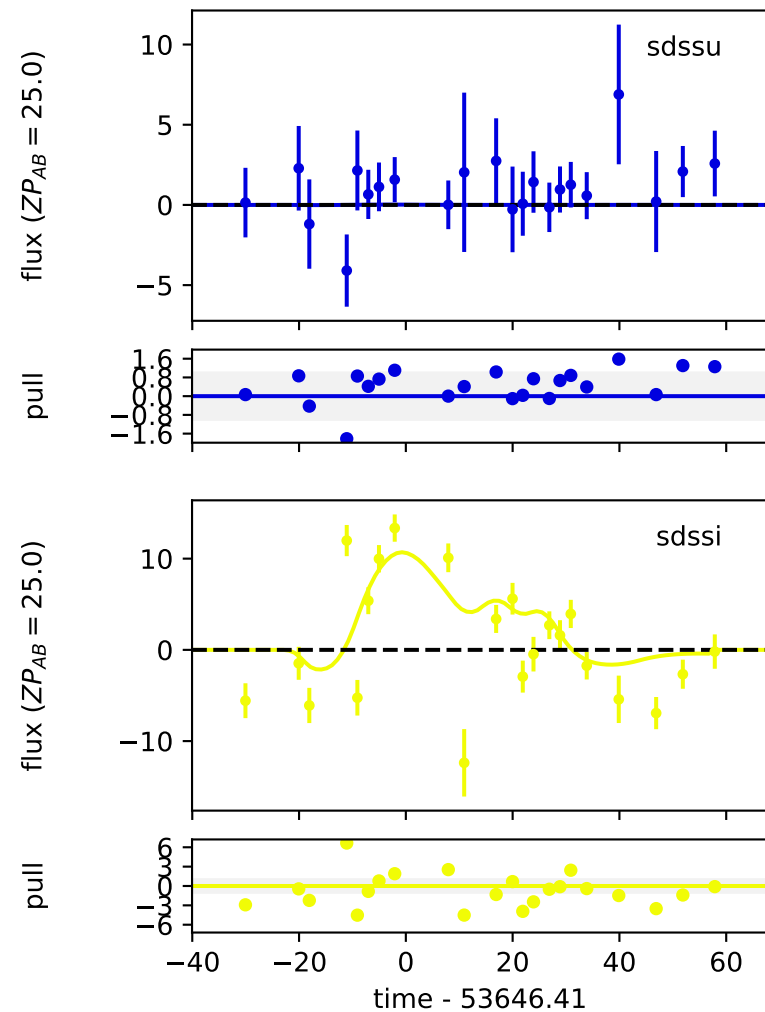 sdssu
flux (ZP_AB = 25.0)
10
5
0
−5
pull
1.6
0.8
0.0
−0.8
−1.6
sdssi
flux (ZP_AB = 25.0)
10
0
−10
pull
6
3
0
−3
−6
−40 −20 0 20 40 60
time - 53646.41